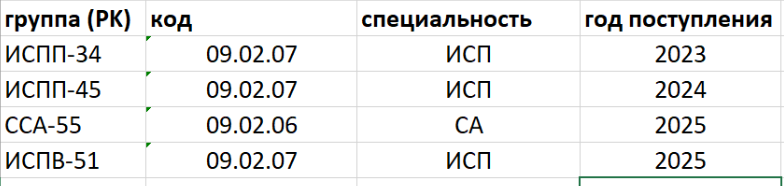 группа (РК) код специальность год поступления
ИСПП-34 09.02.07 ИСП 2023
ИСПП-45 09.02.07 ИСП 2024
ССА-55 09.02.06 СА 2025
ИСПВ-51 09.02.07 ИСП 2025